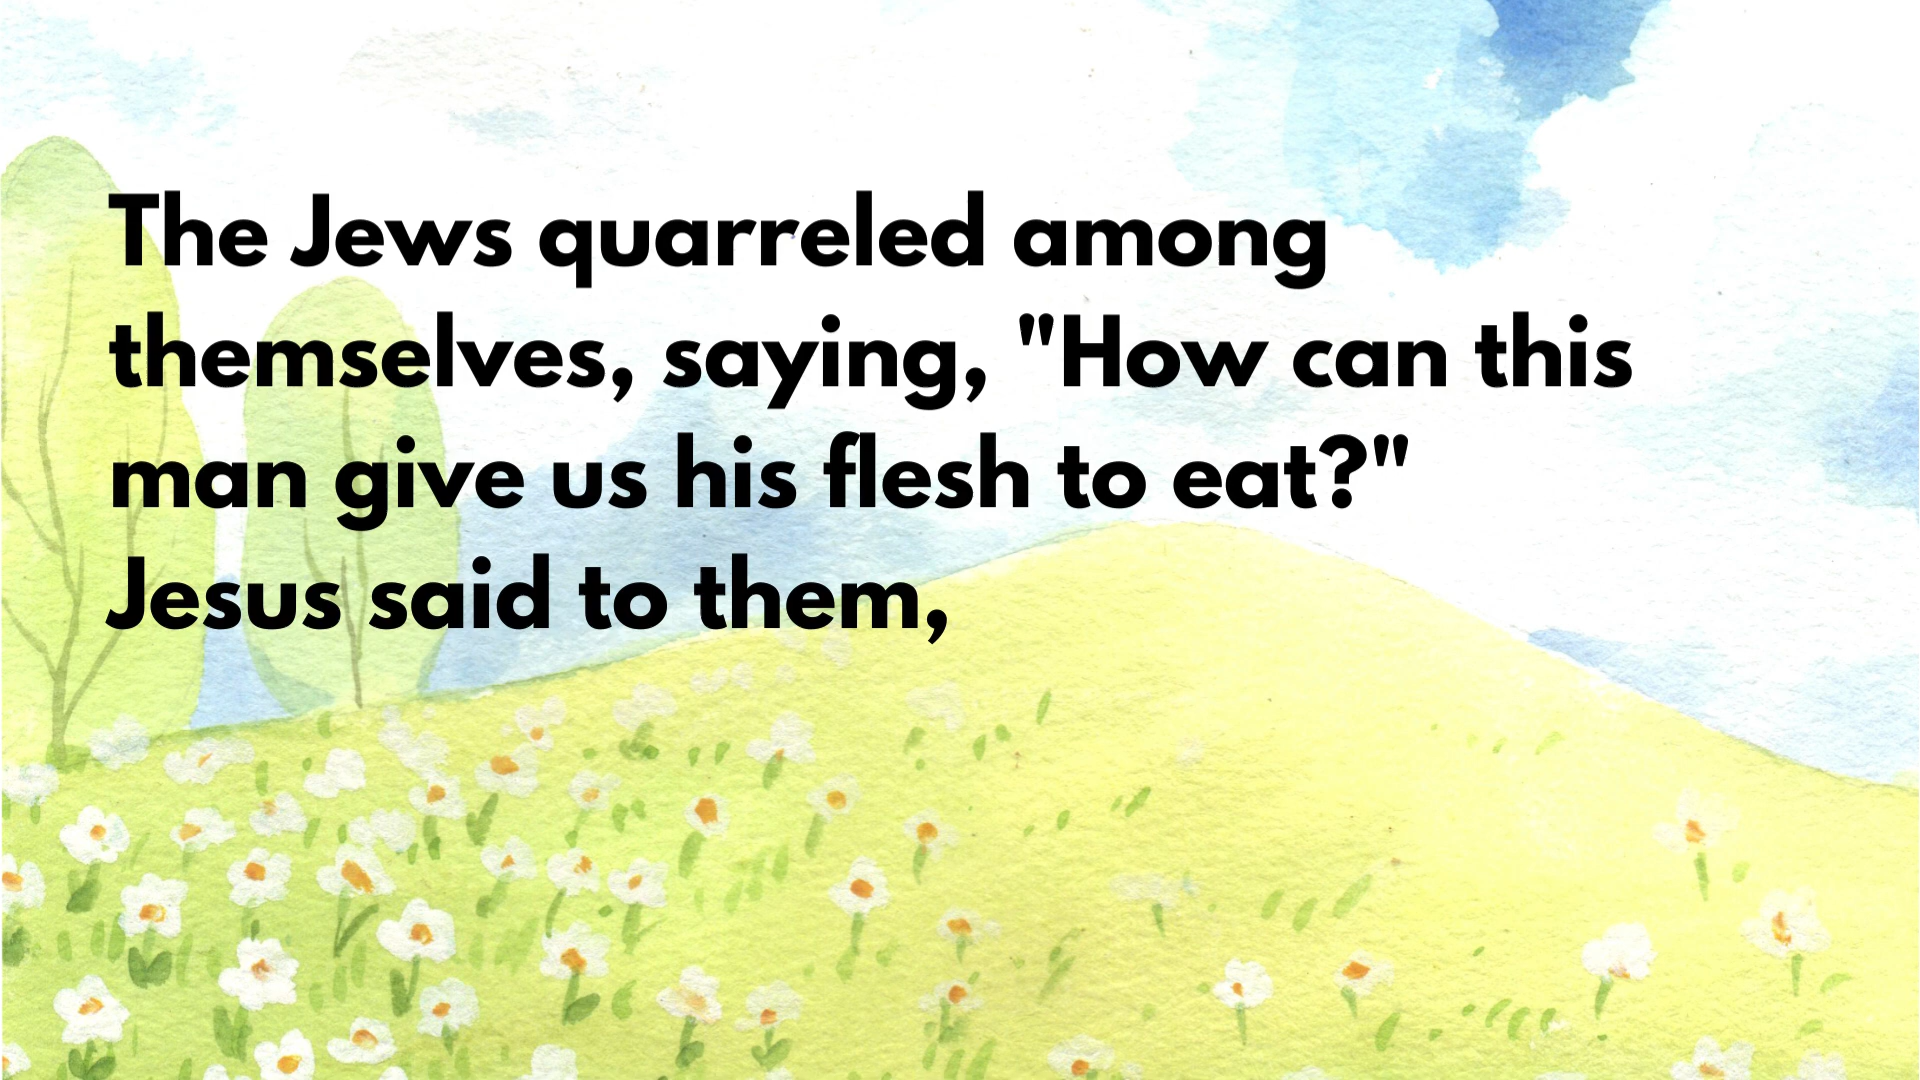 The Jews quarreled among
themselves, saying, "How can this
man give us his flesh to eat?"
Jesus said to them,